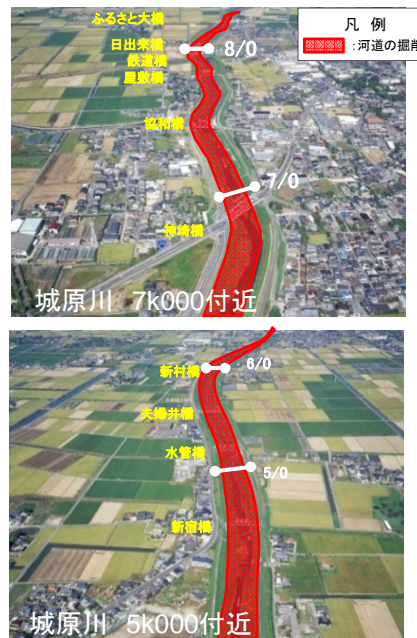 ふるさと大橋
凡 例
:河道の掘削
日出来橋
8/0
鉄道橋
屋敷橋
協和橋
7/0
神埼橋
城原川 7k000付近
新村橋
6/0
夫婦井橋
水管橋
5/0
新宿橋
城原川 5k000付近